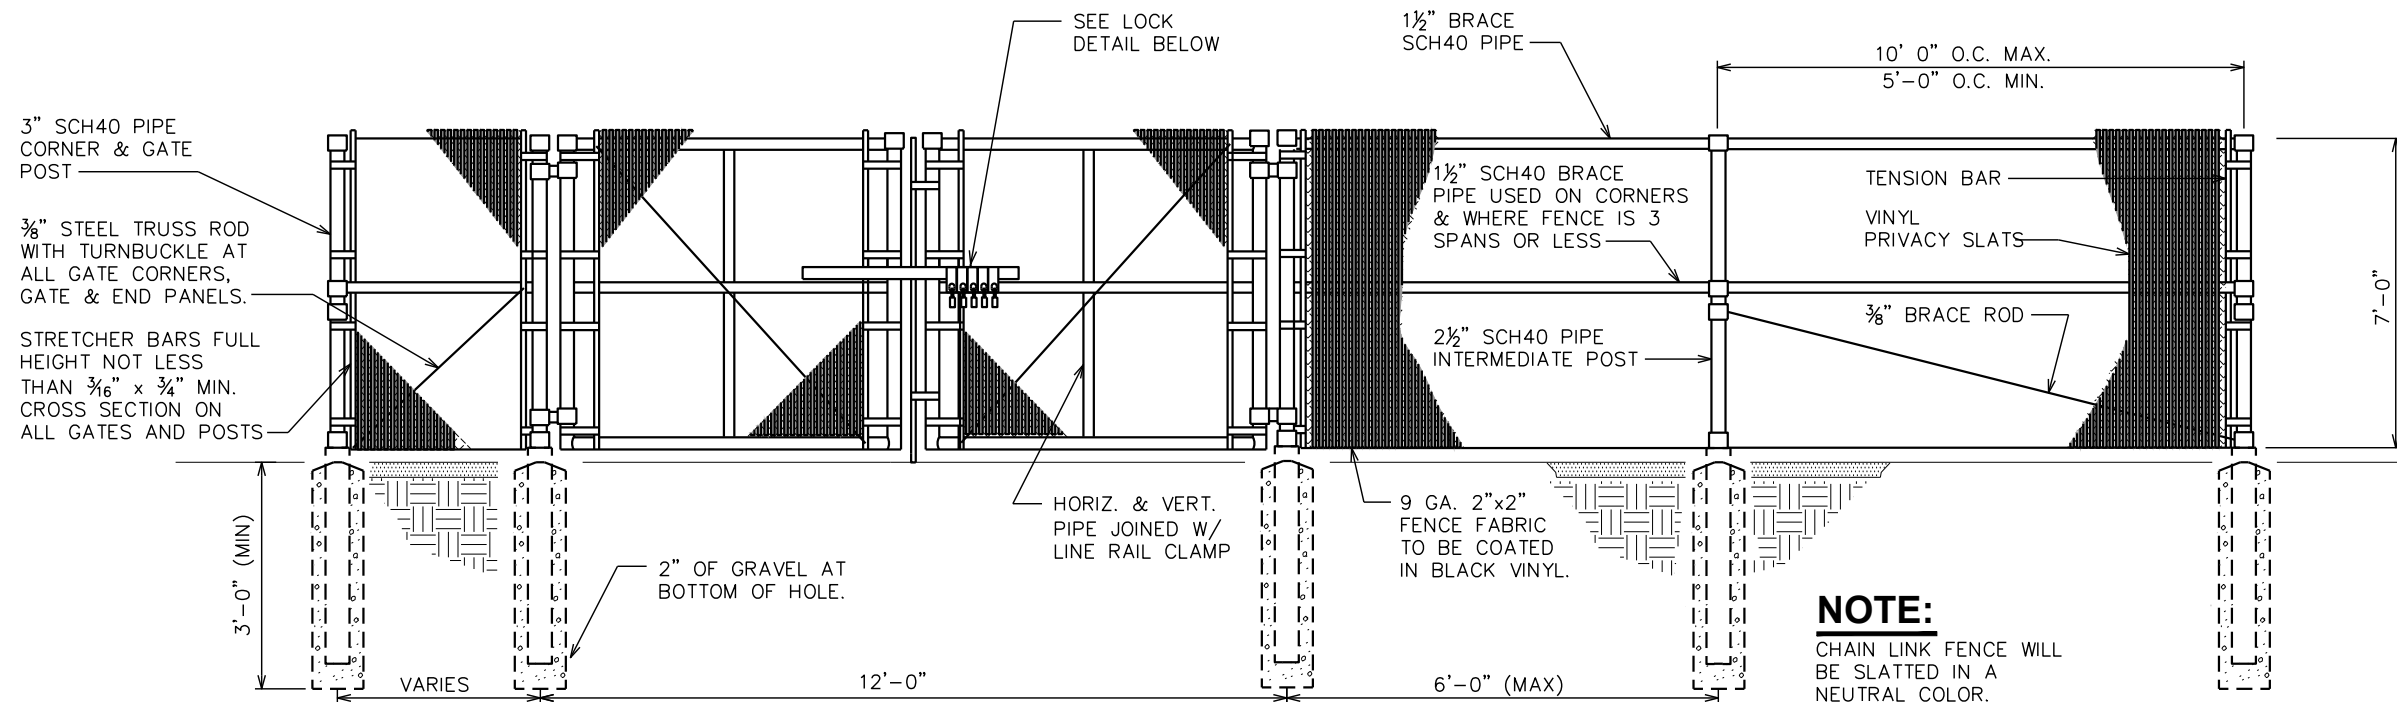 SEE LOCK
DETAIL BELOW
1½" BRACE
SCH40 PIPE
10' 0" O.C. MAX.
5'-0" O.C. MIN.
3" SCH40 PIPE
CORNER & GATE
POST
⅜" STEEL TRUSS ROD
WITH TURNBUCKLE AT
ALL GATE CORNERS,
GATE & END PANELS.
STRETCHER BARS FULL
HEIGHT NOT LESS
THAN 3/16" x ¾" MIN.
CROSS SECTION ON
ALL GATES AND POSTS
1½" SCH40 BRACE
PIPE USED ON CORNERS
& WHERE FENCE IS 3
SPANS OR LESS
TENSION BAR
VINYL
PRIVACY SLATS
⅜" BRACE ROD
2½" SCH40 PIPE
INTERMEDIATE POST
7'-0"
3'-0" (MIN)
2" OF GRAVEL AT
BOTTOM OF HOLE.
HORIZ. & VERT.
PIPE JOINED W/
LINE RAIL CLAMP
9 GA. 2"x2"
FENCE FABRIC
TO BE COATED
IN BLACK VINYL.
NOTE:
CHAIN LINK FENCE WILL
BE SLATTED IN A
NEUTRAL COLOR.
VARIES
12'-0"
6'-0" (MAX)